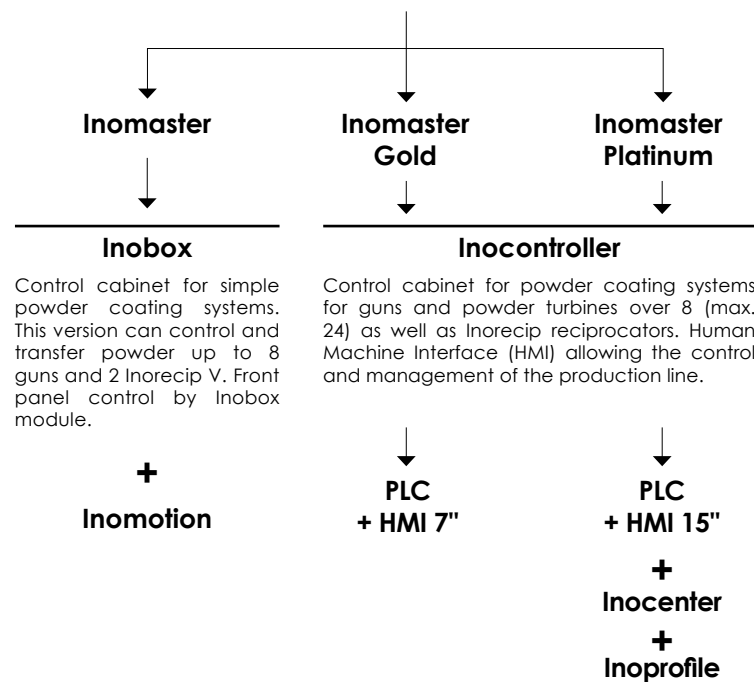 Inomaster
Inomaster
Gold
Inomaster
Platinum
Inobox
Control cabinet for simple
powder coating systems.
This version can control and
transfer powder up to 8
guns and 2 Inorecip V. Front
panel control by Inobox
module.
+
Inomotion
Inocontroller
Control cabinet for powder coating systems
for guns and powder turbines over 8 (max.
24) as well as Inorecip reciprocators. Human
Machine Interface (HMI) allowing the control
and management of the production line.
PLC
+ HMI 7"
PLC
+ HMI 15"
+
Inocenter
+
Inoprofile